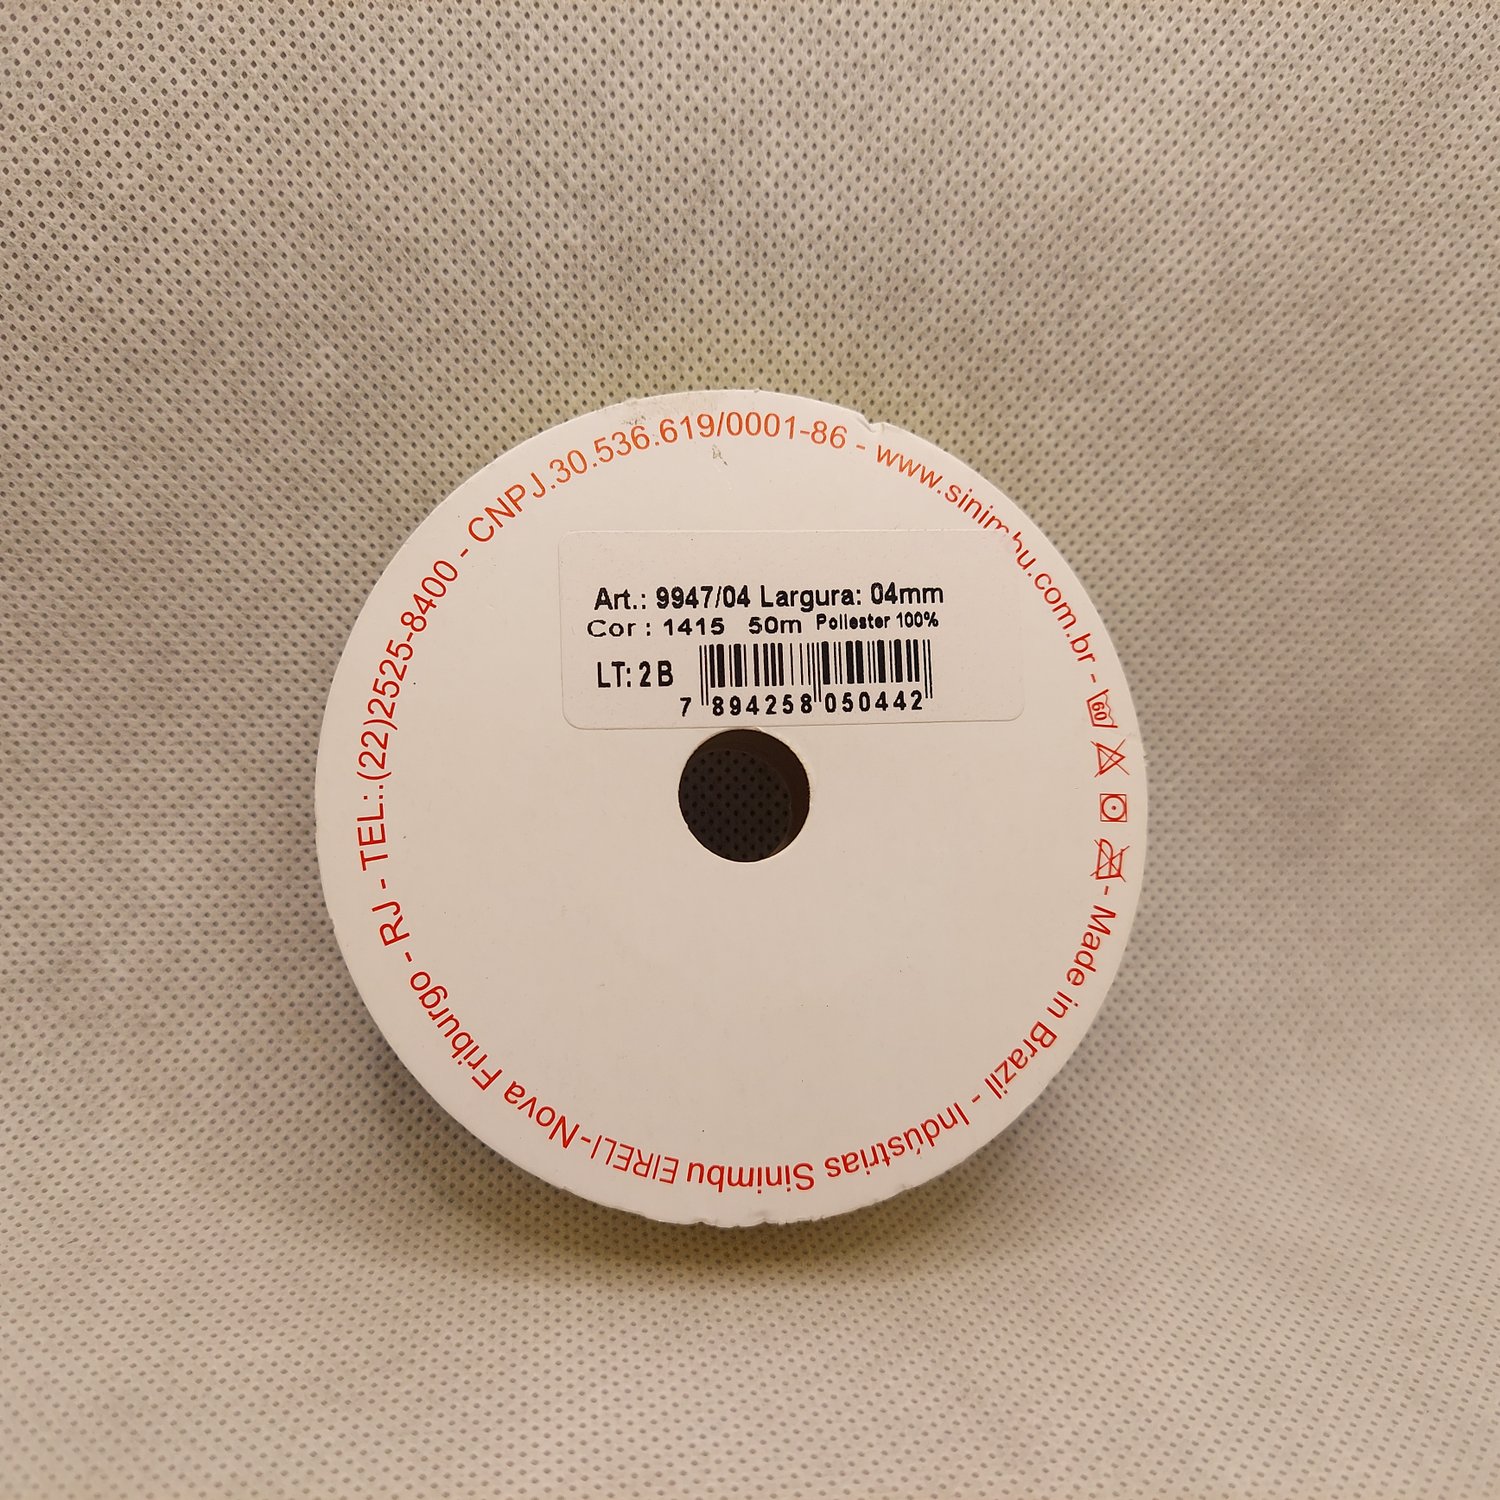 Indústrias Sinimbu EIRELI-Nova Friburgo - RJ - TEL:.(22)2525-8400 - CNPJ.30.536.619/0001-86 - www.sinimbu.com.br - 60 - Made in Brazil -
Art.: 9947/04 Largura: 04mm
Cor : 1415 50m Poliester 100%
LT: 2 B
7 894258 050442